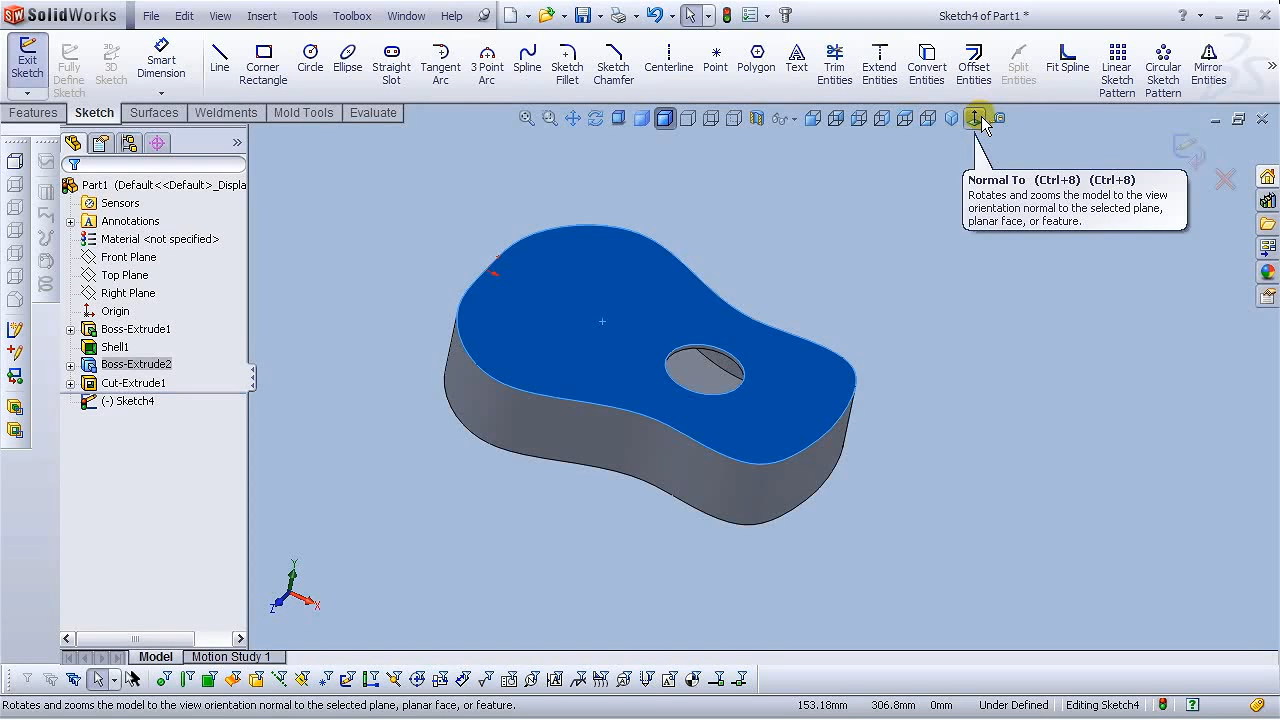 SolidWorks File Edit View Insert Tools Toolbox Window Help Sketch4 of Part1 *
Exit Sketch
Fully Define Sketch
3D Sketch
Smart Dimension
Line
Corner Rectangle
Circle
Ellipse
Straight Slot
Tangent Arc
3 Point Arc
Spline
Sketch Fillet
Sketch Chamfer
Centerline
Point
Polygon
Text
Trim Entities
Extend Entities
Convert Entities
Offset Entities
Split Entities
Fit Spline
Linear Sketch Pattern
Circular Sketch Pattern
Mirror Entities
Features Sketch Surfaces Weldments Mold Tools Evaluate
Normal To (Ctrl+8) (Ctrl+8)
Rotates and zooms the model to the view
orientation normal to the selected plane,
planar face, or feature.
Part1 (Default<<Default>_Displa
Sensors
Annotations
Material <not specified>
Front Plane
Top Plane
Right Plane
Origin
Boss-Extrude1
Shell1
Boss-Extrude2
Cut-Extrude1
(-) Sketch4
Y
Z X
Model Motion Study 1
Rotates and zooms the model to the view orientation normal to the selected plane, planar face, or feature. 153.18mm 306.8mm 0mm Under Defined Editing Sketch4